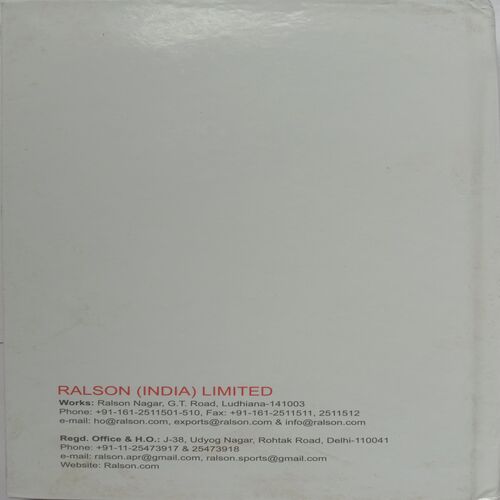 RALSON (INDIA) LIMITED
Works: Ralson Nagar, G.T. Road, Ludhiana-141003
Phone: +91-161-2511501-510, Fax: +91-161-2511511, 2511512
e-mail: ho@ralson.com, exports@ralson.com & info@ralson.com
Regd. Office & H.O.: J-38, Udyog Nagar, Rohtak Road, Delhi-110041
Phone: +91-11-25473917 & 25473918
e-mail: ralson.apr@gmail.com, ralson.sports@gmail.com
Website: Ralson.com